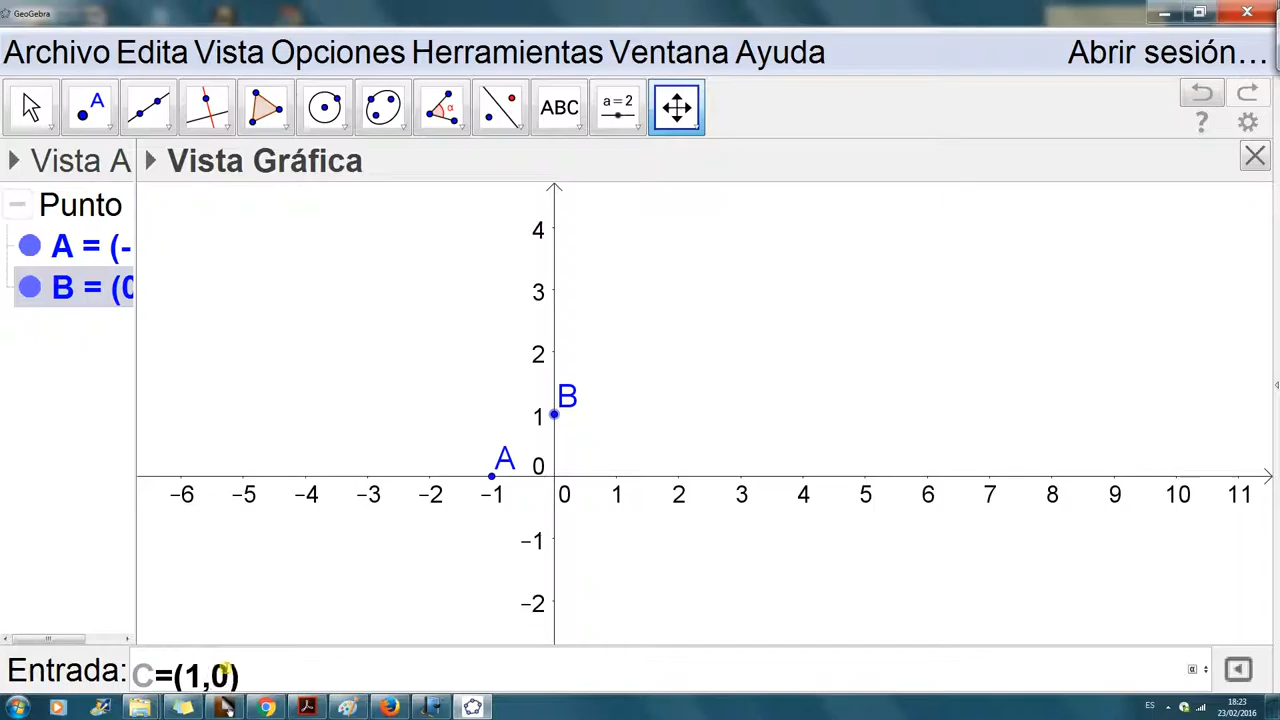 GeoGebra
Archivo Edita Vista Opciones Herramientas Ventana Ayuda Abrir sesión...
A α ABC a=2
?
Vista A Vista Gráfica
Punto
A = (-
B = (0
4
3
2
1
0
B
A
−6 −5 −4 −3 −2 −1 0 1 2 3 4 5 6 7 8 9 10 11
−1
−2
Entrada: C=(1,0) α
ES 18:23
23/02/2016